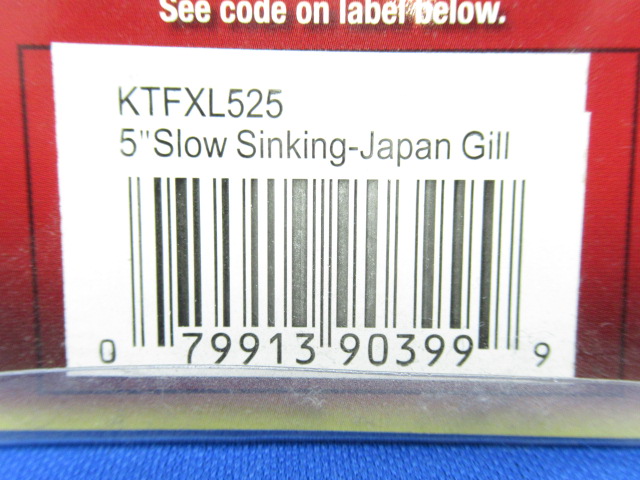 See code on label below.
KTFXL525
5"Slow Sinking-Japan Gill
0 79913 90399 9